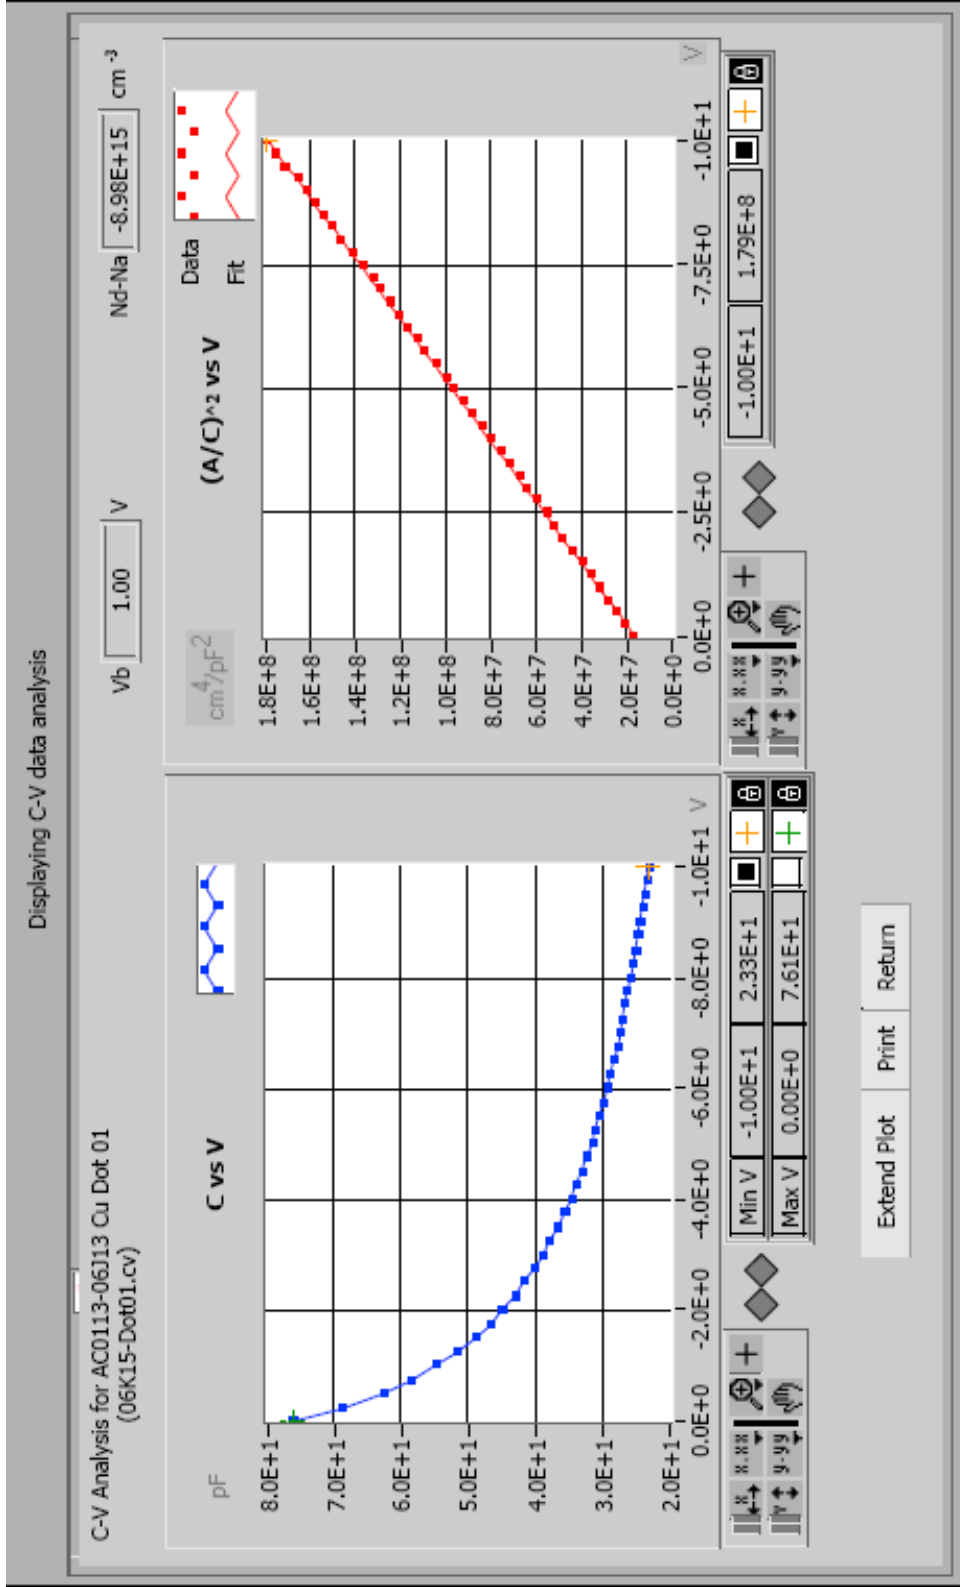 Displaying C-V data analysis
C-V Analysis for AC0113-06J13 Cu Dot 01
(06K15-Dot01.cv)
Vb 1.00 V
Nd-Na -8.98E+15 cm -3
pF
C vs V
8.0E+1
7.0E+1
6.0E+1
5.0E+1
4.0E+1
3.0E+1
2.0E+1
0.0E+0 -2.0E+0 -4.0E+0 -6.0E+0 -8.0E+0 -1.0E+1 V
x.xx
y.yy
Min V -1.00E+1 2.33E+1
Max V 0.00E+0 7.61E+1
cm4/pF2
(A/C)^2 vs V
Data
Fit
1.8E+8
1.6E+8
1.4E+8
1.2E+8
1.0E+8
8.0E+7
6.0E+7
4.0E+7
2.0E+7
0.0E+0
0.0E+0 -2.5E+0 -5.0E+0 -7.5E+0 -1.0E+1 V
x.xx
y.yy
-1.00E+1 1.79E+8
Extend Plot Print Return